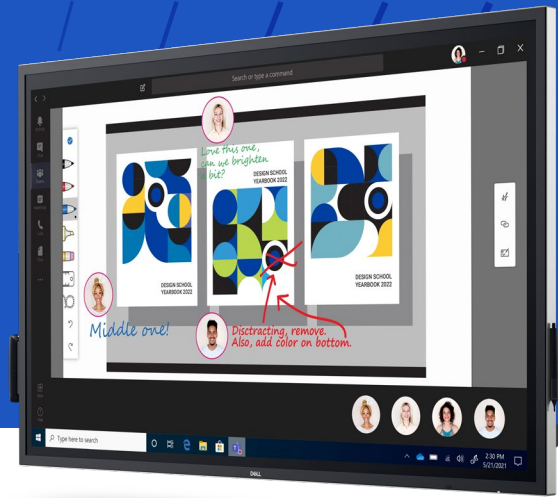 Search or type a command
Love this one,
can we brighten
a bit?
DESIGN SCHOOL
YEARBOOK 2022
DESIGN SCHOOL
YEARBOOK 2022
DESIGN SCHOOL
YEARBOOK 2022
Middle one!
Disctracting, remove.
Also, add color on bottom.
Type here to search
2:30 PM
5/21/2021
DELL